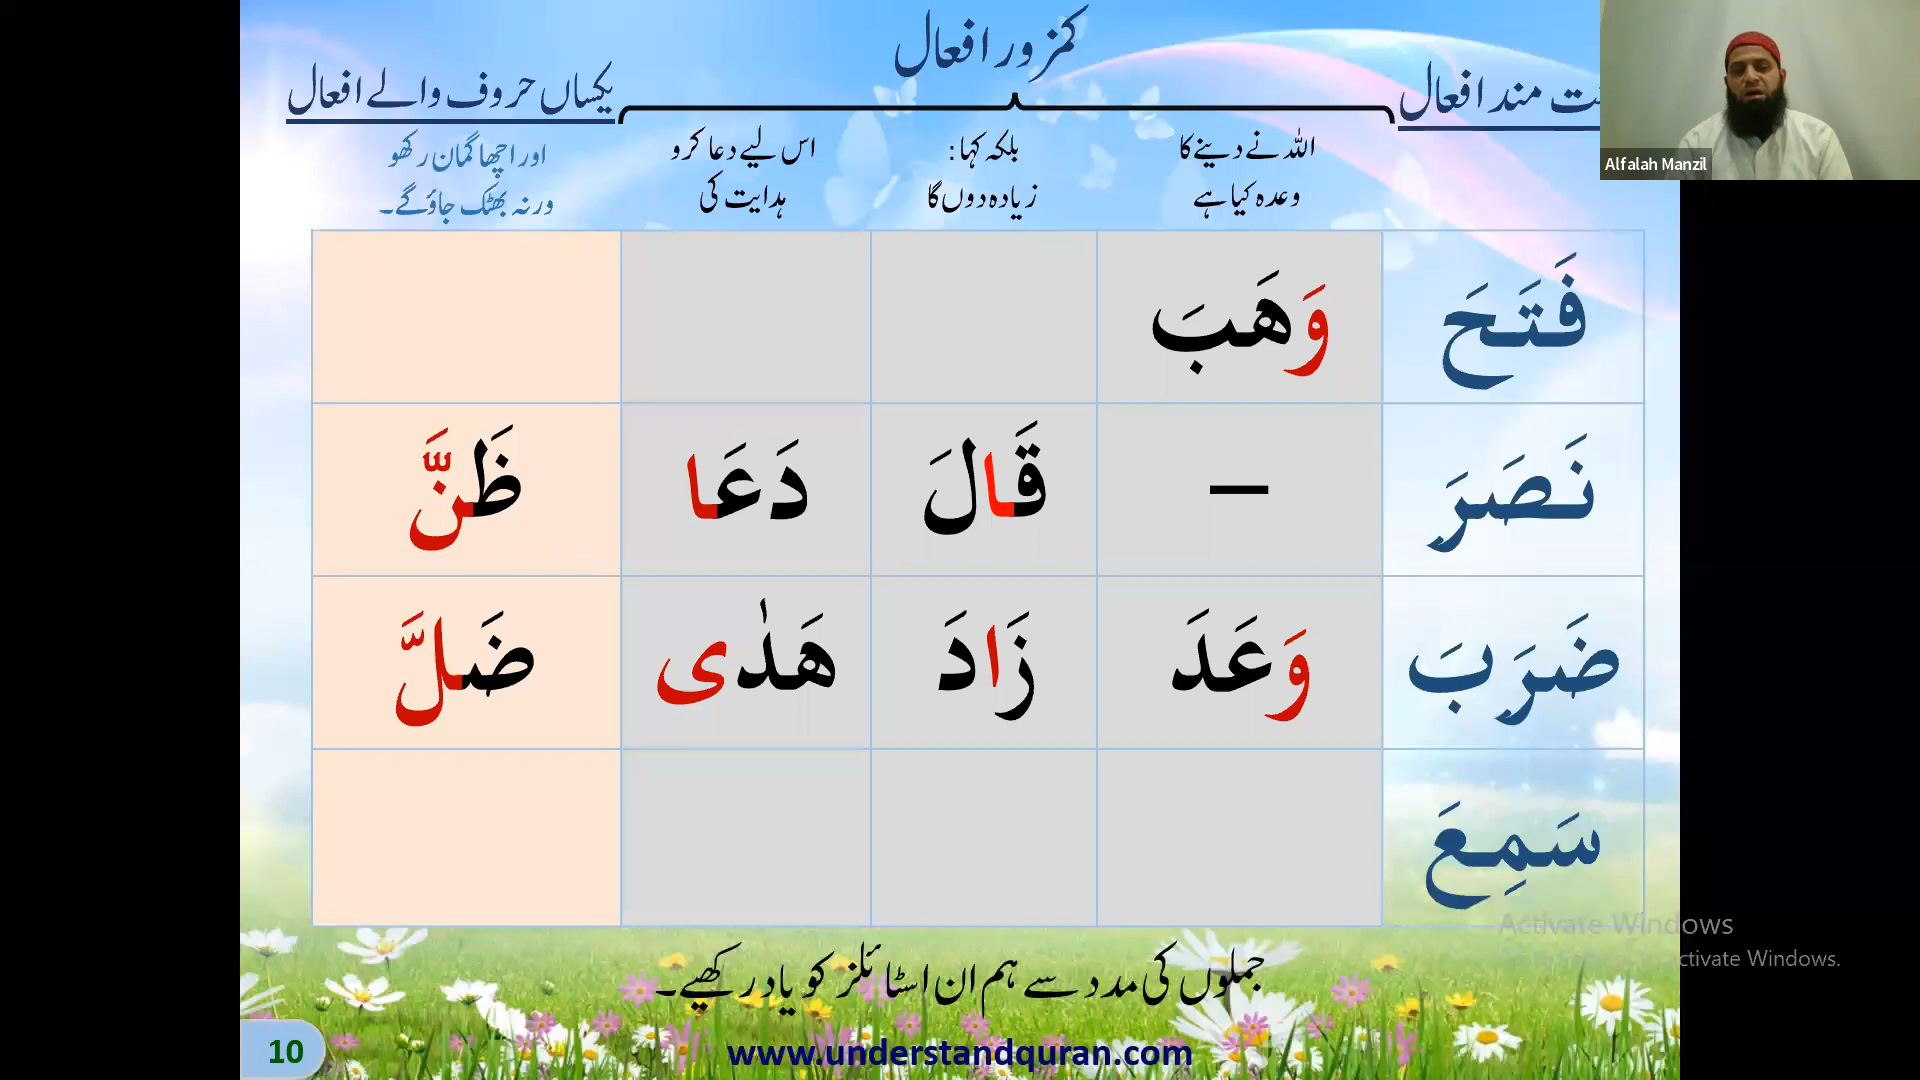 کمزور افعال
مند افعال
یکساں حروف والے افعال
اللہ نے دینے کا
وعدہ کیا ہے
بلکہ کہا:
زیادہ دوں گا
اس لیے دعا کرو
ہدایت کی
اور اچھا گمان رکھو
ورنہ بھٹک جاؤ گے۔
Alfalah Manzil
فَتَحَ وَهَبَ
نَصَرَ – قَالَ دَعَا ظَنَّ
ضَرَبَ وَعَدَ زَادَ هَدٰى ضَلَّ
سَمِعَ
Activate Windows
ctivate Windows.
جملوں کی مدد سے ہم ان اسٹائلز کو یاد رکھیے۔
10
www.understandquran.com